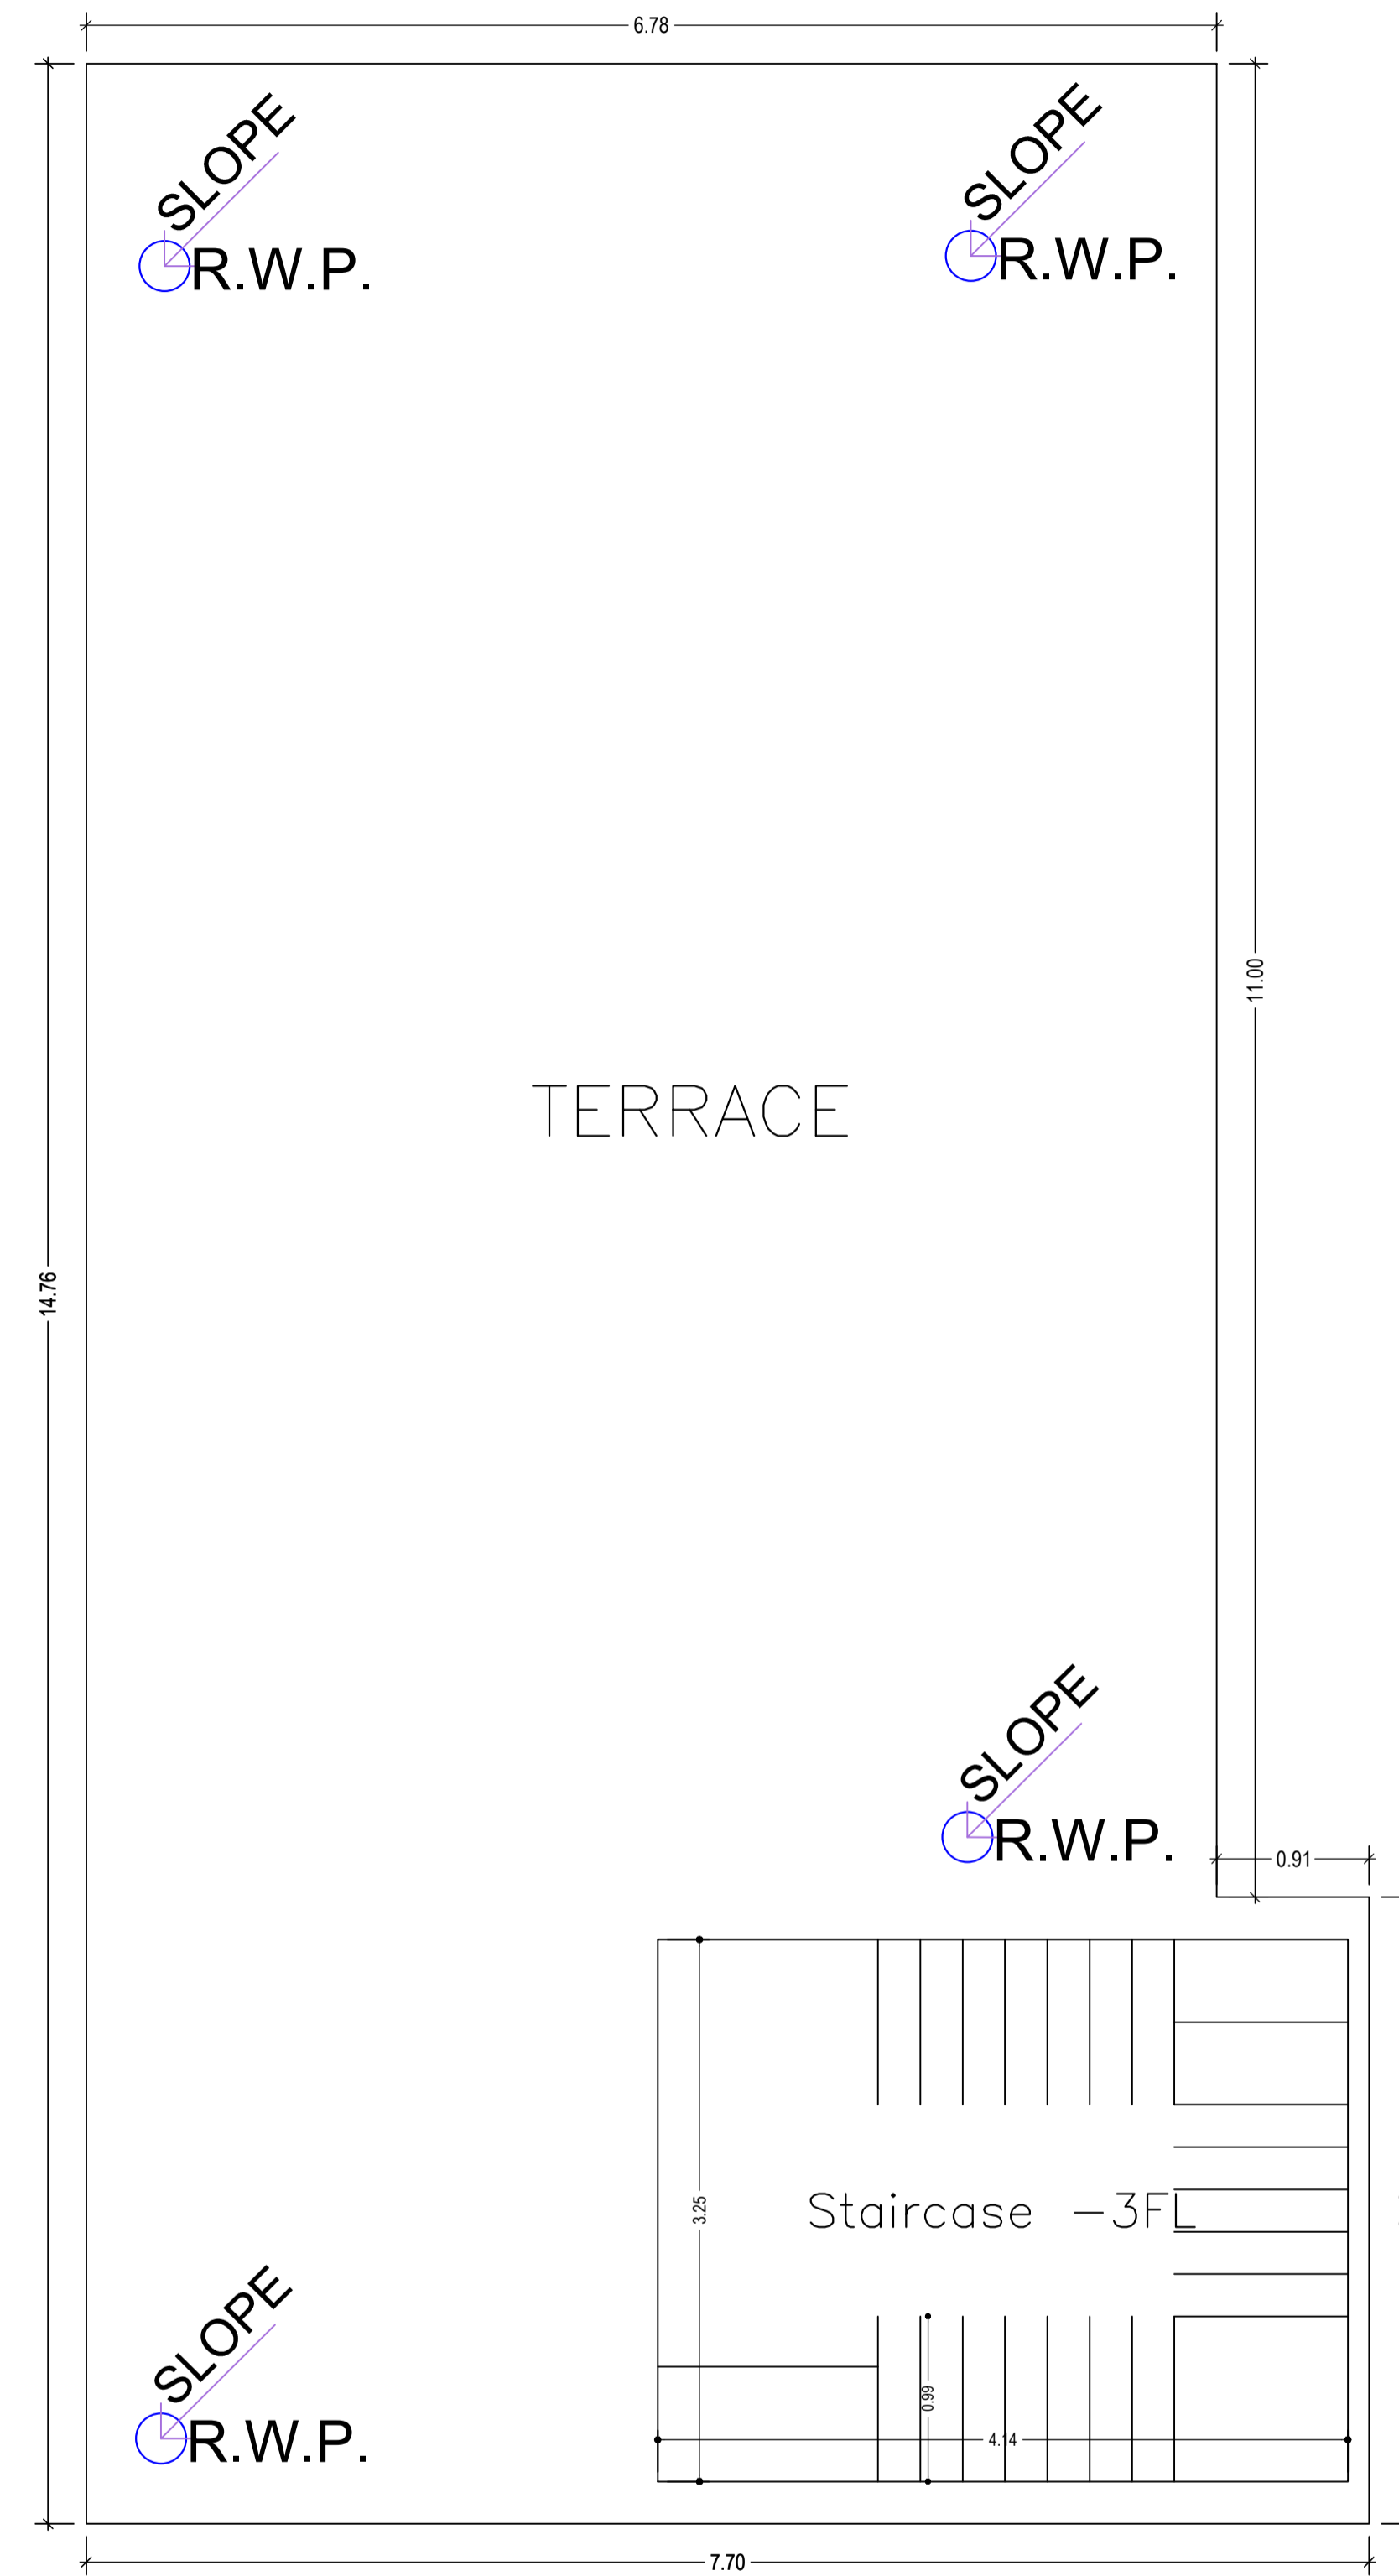 6.78
SLOPE
R.W.P.
SLOPE
R.W.P.
11.00
TERRACE
14.76
SLOPE
R.W.P.
0.91
3.25
Staircase -3FL
SLOPE
R.W.P.
0.99
4.14
7.70